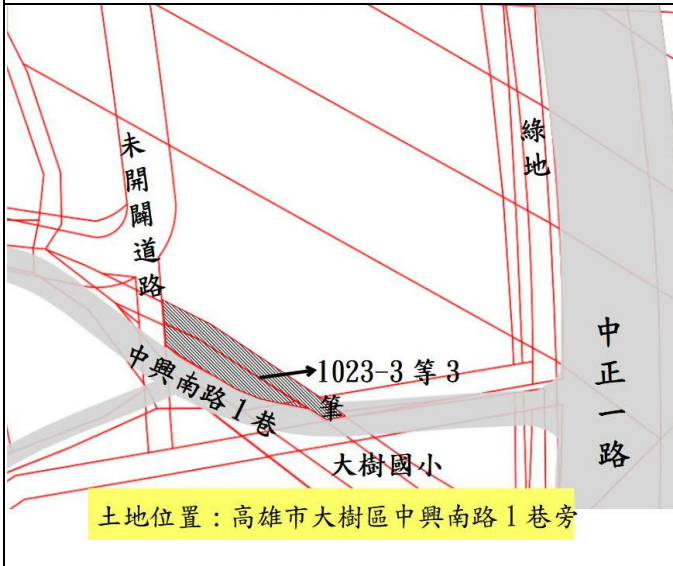 綠地
未開闢道路
中正一路
1023-3 等 3
筆
中興南路 1 巷
大樹國小
土地位置：高雄市大樹區中興南路 1 巷旁